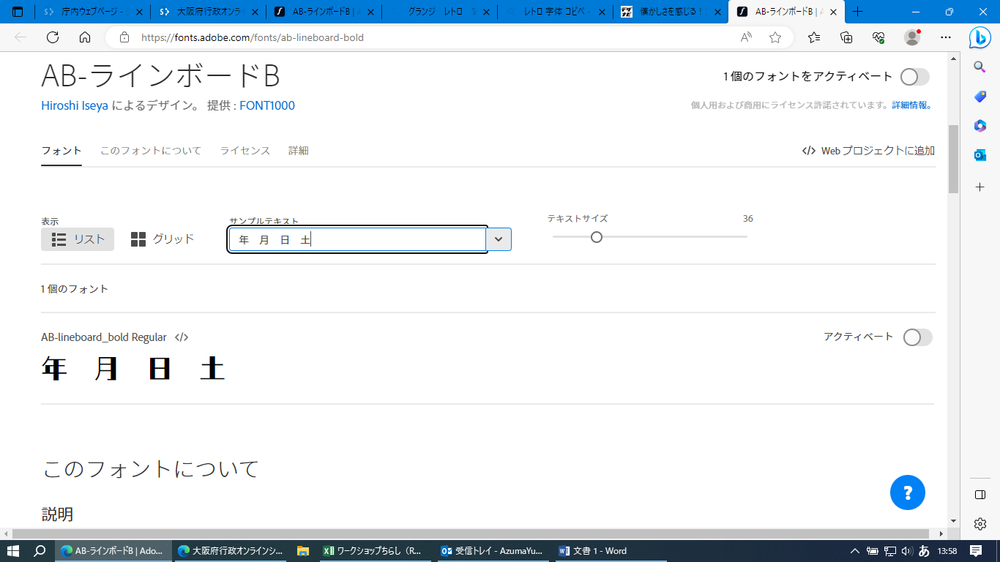 庁内ウェブページ -
大阪府行政オンライ
AB-ラインボードB | A
グランジ レトロ
レトロ 字体 コピペ -
懐かしさを感じる！
AB-ラインボードB | A
https://fonts.adobe.com/fonts/ab-lineboard-bold
AB-ラインボードB
1 個のフォントをアクティベート
Hiroshi Iseya によるデザイン。 提供 : FONT1000
個人用および商用にライセンス許諾されています。詳細情報。
フォント このフォントについて ライセンス 詳細
</> Web プロジェクトに追加
表示
サンプルテキスト
テキストサイズ 36
リスト グリッド
年 月 日 土
1 個のフォント
AB-lineboard_bold Regular </>
アクティベート
年 月 日 土
このフォントについて
説明
?
AB-ラインボードB | Ado...
大阪府行政オンラインシ...
ワークショップちらし（R...
受信トレイ - AzumaYu...
文書 1 - Word
あ
13:58